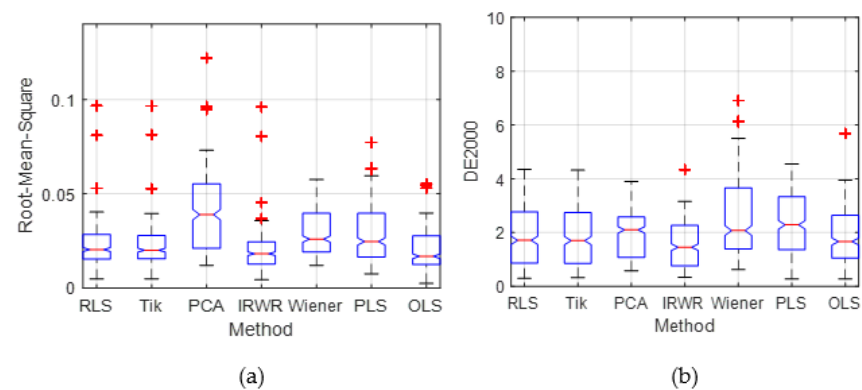 0.1
0.05
0
Root-Mean-Square
RLS Tik PCA IRWR Wiener PLS OLS
Method
(a)
10
8
6
4
2
0
DE2000
RLS Tik PCA IRWR Wiener PLS OLS
Method
(b)